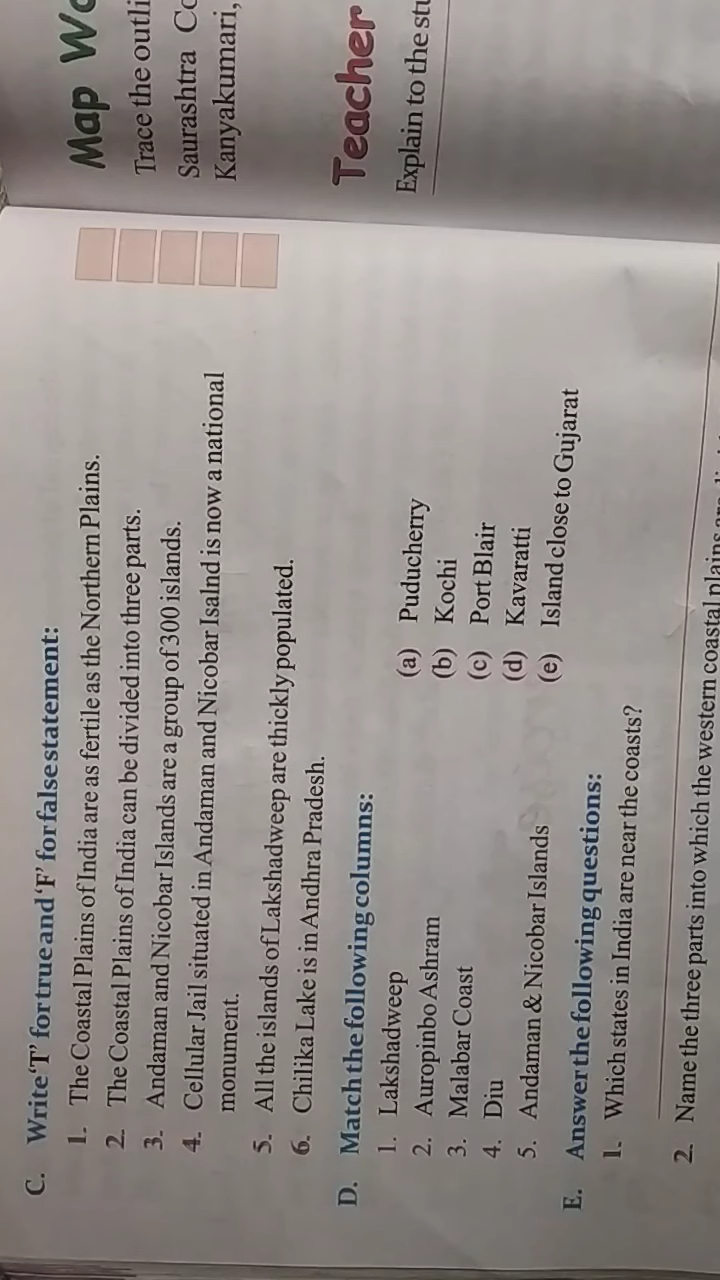 C. Write 'T' for true and 'F' for false statement:
1. The Coastal Plains of India are as fertile as the Northern Plains.
2. The Coastal Plains of India can be divided into three parts.
3. Andaman and Nicobar Islands are a group of 300 islands.
4. Cellular Jail situated in Andaman and Nicobar Isalnd is now a national
monument.
5. All the islands of Lakshadweep are thickly populated.
6. Chilika Lake is in Andhra Pradesh.
D. Match the following columns:
1. Lakshadweep (a) Puducherry
2. Auropinbo Ashram (b) Kochi
3. Malabar Coast (c) Port Blair
4. Diu (d) Kavaratti
5. Andaman & Nicobar Islands (e) Island close to Gujarat
E. Answer the following questions:
1. Which states in India are near the coasts?
2. Name the three parts into which the western coastal plains
Map
Trace the
Saurashtra
Kanyakumari,
Teacher
Explain to the